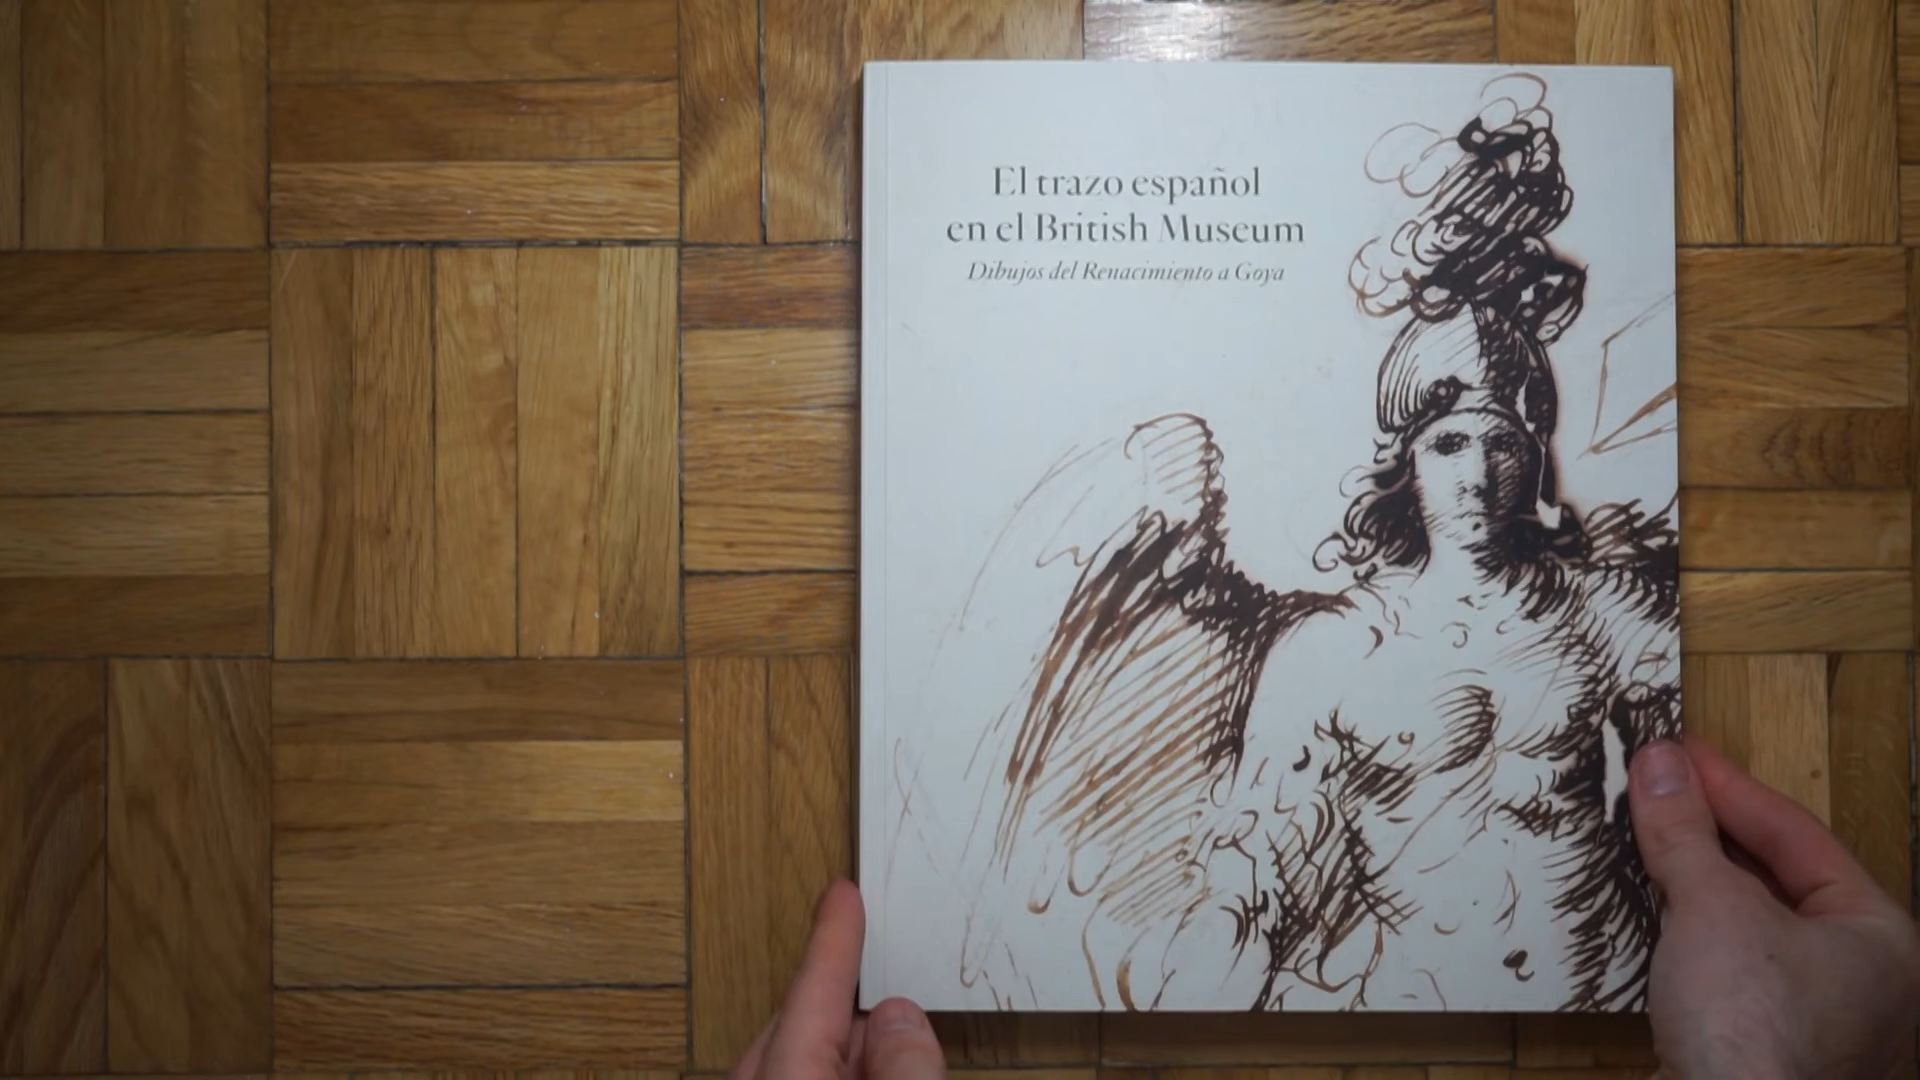 El trazo español
en el British Museum
Dibujos del Renacimiento a Goya